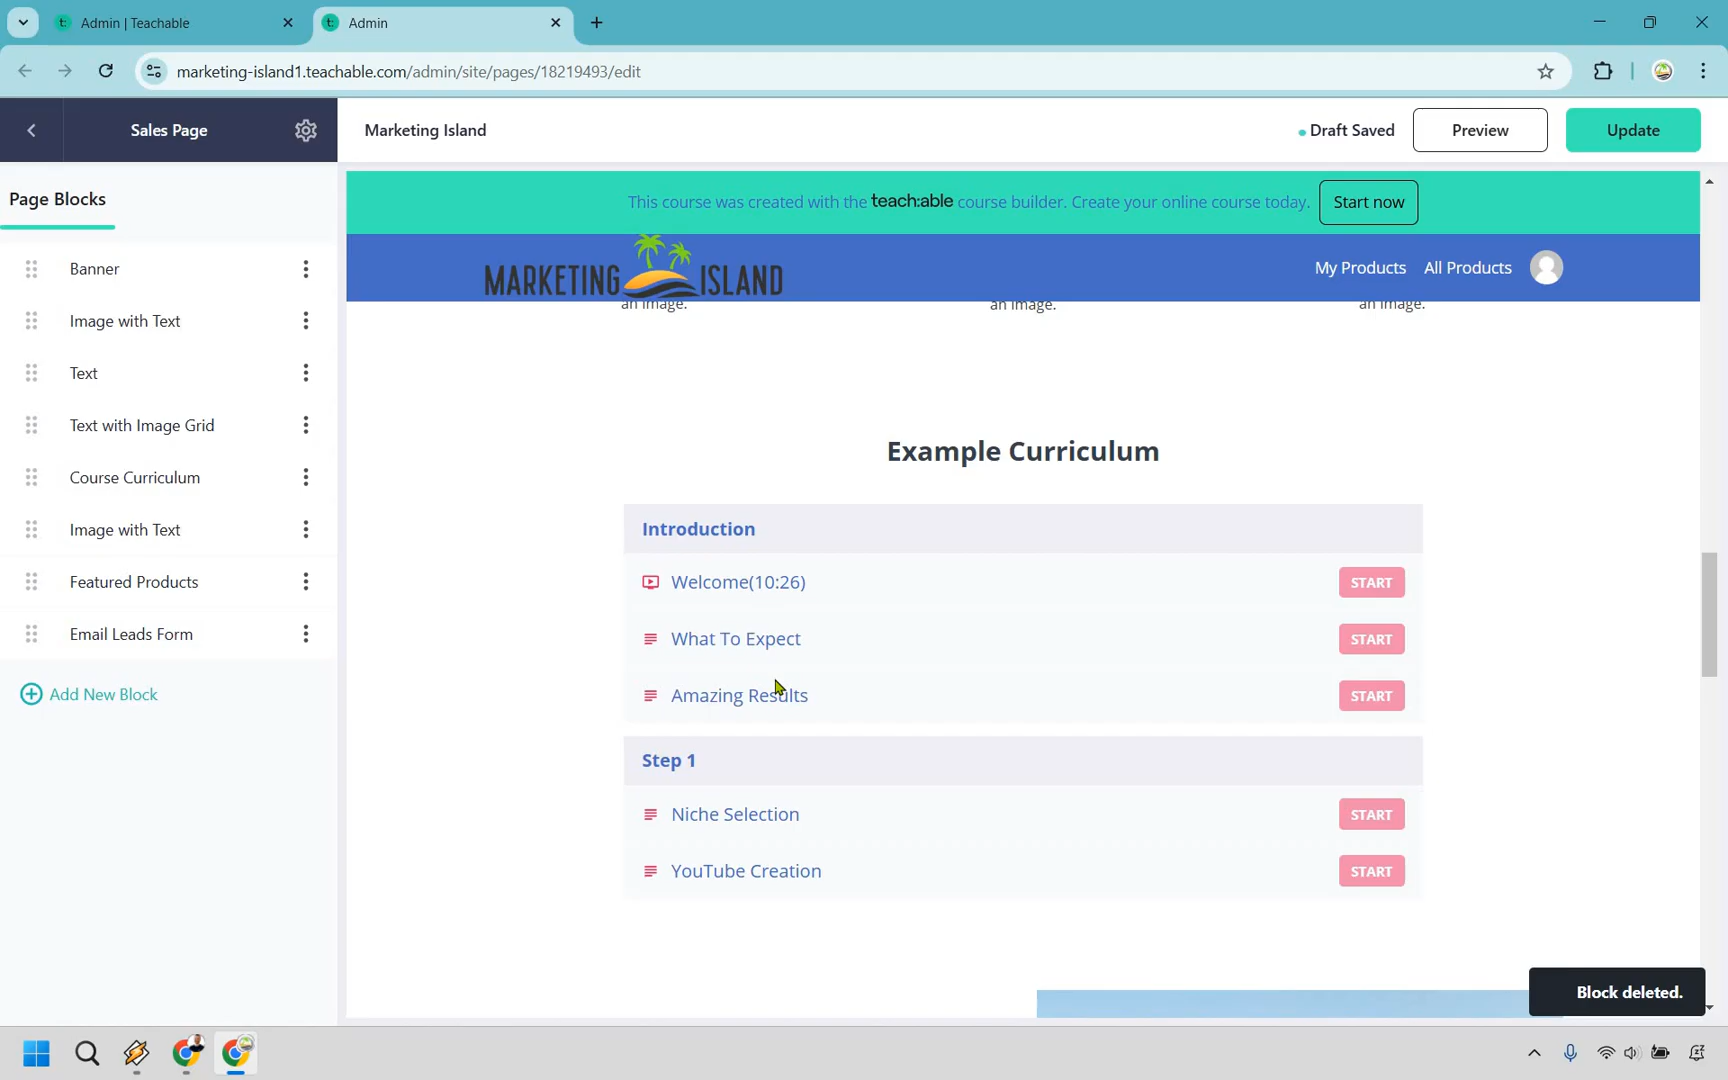 Admin | Teachable
Admin
marketing-island1.teachable.com/admin/site/pages/18219493/edit
Sales Page
Marketing Island
Draft Saved
Preview
Update
Page Blocks
Banner
Image with Text
Text
Text with Image Grid
Course Curriculum
Image with Text
Featured Products
Email Leads Form
Add New Block
This course was created with the teach:able course builder. Create your online course today.
Start now
MARKETING ISLAND
My Products
All Products
an image.
an image.
an image.
Example Curriculum
Introduction
Welcome(10:26)
START
What To Expect
START
Amazing Results
START
Step 1
Niche Selection
START
YouTube Creation
START
Block deleted.